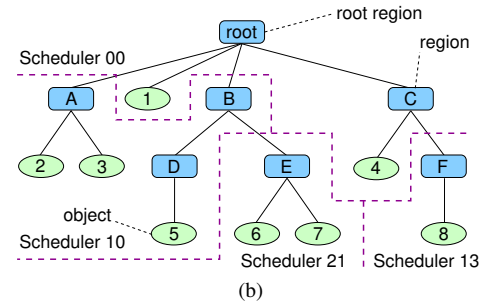 root
root region
Scheduler 00
region
A
1
B
C
2
3
D
E
4
F
object
5
6
7
8
Scheduler 10
Scheduler 21
Scheduler 13
(b)